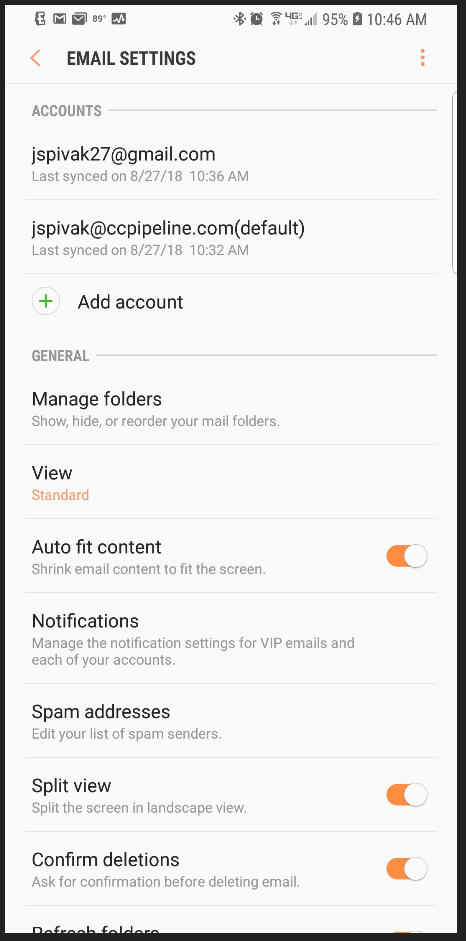 89° 4G 95% 10:46 AM
EMAIL SETTINGS
ACCOUNTS
jspivak27@gmail.com
Last synced on 8/27/18 10:36 AM
jspivak@ccpipeline.com(default)
Last synced on 8/27/18 10:32 AM
Add account
GENERAL
Manage folders
Show, hide, or reorder your mail folders.
View
Standard
Auto fit content
Shrink email content to fit the screen.
Notifications
Manage the notification settings for VIP emails and
each of your accounts.
Spam addresses
Edit your list of spam senders.
Split view
Split the screen in landscape view.
Confirm deletions
Ask for confirmation before deleting email.
Refresh folders